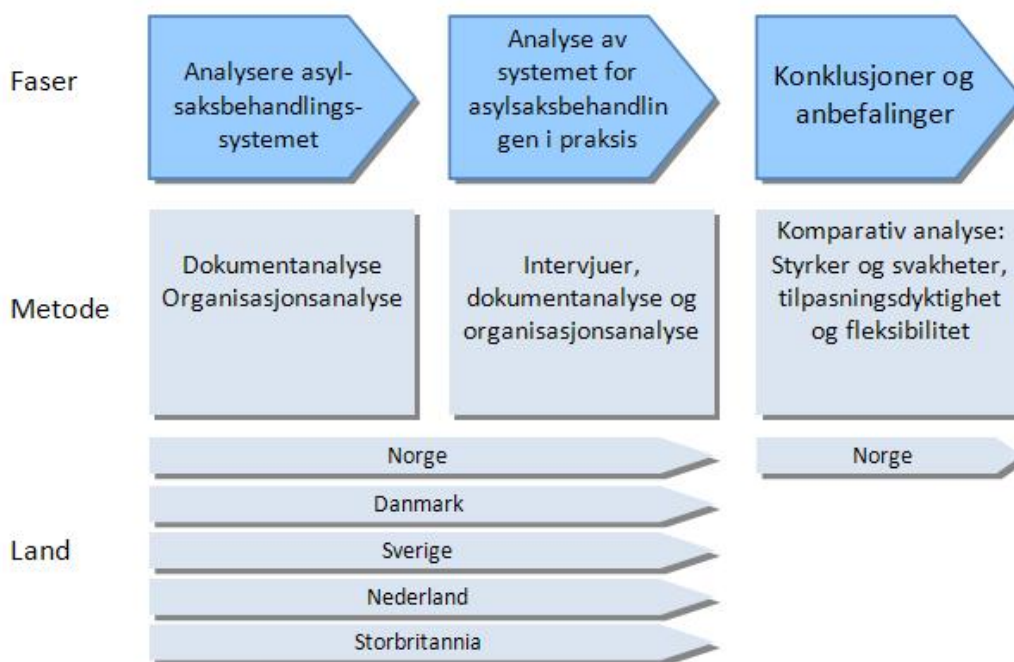 Faser
Analysere asyl-
saksbehandlings-
systemet
Analyse av
systemet for
asylsaksbehandlin
gen i praksis
Konklusjoner og
anbefalinger
Metode
Dokumentanalyse
Organisasjonsanalyse
Intervjuer,
dokumentanalyse og
organisasjonsanalyse
Komparativ analyse:
Styrker og svakheter,
tilpasningsdyktighet
og fleksibilitet
Land
Norge
Norge
Danmark
Sverige
Nederland
Storbritannia